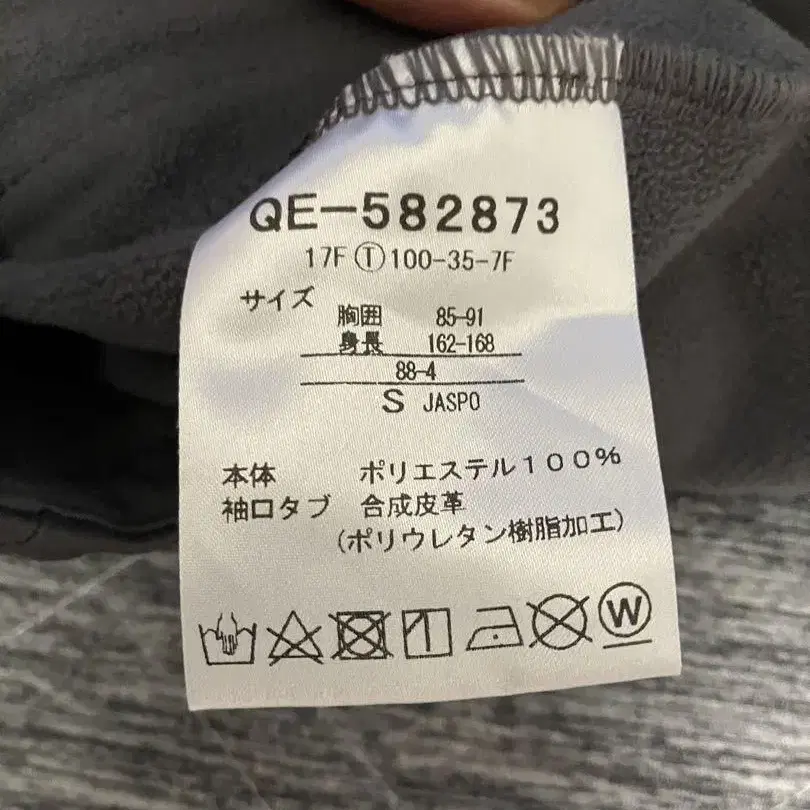 QE-582873
17F Ⓣ 100-35-7F
サイズ
胸囲 85-91
身長 162-168
88-4
S JASPO
本体 ポリエステル100%
袖口タブ 合成皮革
(ポリウレタン樹脂加工)
W